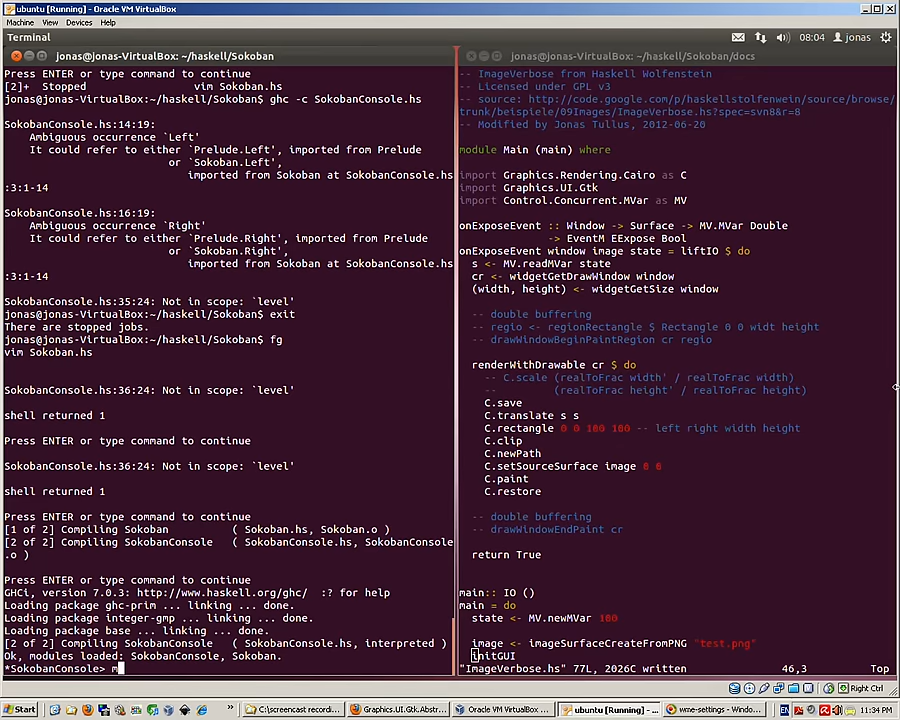 ubuntu [Running] - Oracle VM VirtualBox
Machine View Devices Help
Terminal
08:04 jonas
jonas@jonas-VirtualBox: ~/haskell/Sokoban
Press ENTER or type command to continue
[2]+  Stopped                 vim Sokoban.hs
jonas@jonas-VirtualBox:~/haskell/Sokoban$ ghc -c SokobanConsole.hs

SokobanConsole.hs:14:19:
    Ambiguous occurrence `Left'
    It could refer to either `Prelude.Left', imported from Prelude
                          or `Sokoban.Left',
                             imported from Sokoban at SokobanConsole.hs
:3:1-14

SokobanConsole.hs:16:19:
    Ambiguous occurrence `Right'
    It could refer to either `Prelude.Right', imported from Prelude
                          or `Sokoban.Right',
                             imported from Sokoban at SokobanConsole.hs
:3:1-14

SokobanConsole.hs:35:24: Not in scope: `level'
jonas@jonas-VirtualBox:~/haskell/Sokoban$ exit
There are stopped jobs.
jonas@jonas-VirtualBox:~/haskell/Sokoban$ fg
vim Sokoban.hs

SokobanConsole.hs:36:24: Not in scope: `level'

shell returned 1

Press ENTER or type command to continue

SokobanConsole.hs:36:24: Not in scope: `level'

shell returned 1

Press ENTER or type command to continue
[1 of 2] Compiling Sokoban          ( Sokoban.hs, Sokoban.o )
[2 of 2] Compiling SokobanConsole   ( SokobanConsole.hs, SokobanConsole
.o )

Press ENTER or type command to continue
GHCi, version 7.0.3: http://www.haskell.org/ghc/  :? for help
Loading package ghc-prim ... linking ... done.
Loading package integer-gmp ... linking ... done.
Loading package base ... linking ... done.
[2 of 2] Compiling SokobanConsole   ( SokobanConsole.hs, interpreted )
Ok, modules loaded: SokobanConsole, Sokoban.
*SokobanConsole> m
jonas@jonas-VirtualBox: ~/haskell/Sokoban/docs
-- ImageVerbose from Haskell Wolfenstein
-- Licensed under GPL v3
-- source: http://code.google.com/p/haskellstolfenwein/source/browse/
trunk/beispiele/09Images/ImageVerbose.hs?spec=svn8&r=8
-- Modified by Jonas Tullus, 2012-06-20

module Main (main) where

import Graphics.Rendering.Cairo as C
import Graphics.UI.Gtk
import Control.Concurrent.MVar as MV

onExposeEvent :: Window -> Surface -> MV.MVar Double
              -> EventM EExpose Bool
onExposeEvent window image state = liftIO $ do
  s <- MV.readMVar state
  cr <- widgetGetDrawWindow window
  (width, height) <- widgetGetSize window

  -- double buffering
  -- regio <- regionRectangle $ Rectangle 0 0 widt height
  -- drawWindowBeginPaintRegion cr regio

  renderWithDrawable cr $ do
    -- C.scale (realToFrac width' / realToFrac width)
    --         (realToFrac height' / realToFrac height)
    C.save
    C.translate s s
    C.rectangle 0 0 100 100 -- left right width height
    C.clip
    C.newPath
    C.setSourceSurface image 0 0
    C.paint
    C.restore

  -- double buffering
  -- drawWindowEndPaint cr

  return True

main:: IO ()
main = do
  state <- MV.newMVar 100

  image <- imageSurfaceCreateFromPNG "test.png"
  initGUI
"ImageVerbose.hs" 77L, 2026C written          46,3          Top
Right Ctrl
Start
C:\screencast recordi...
Graphics.UI.Gtk.Abstr...
Oracle VM VirtualBox ...
ubuntu [Running] - ...
wme-settings - Windo...
11:34 PM